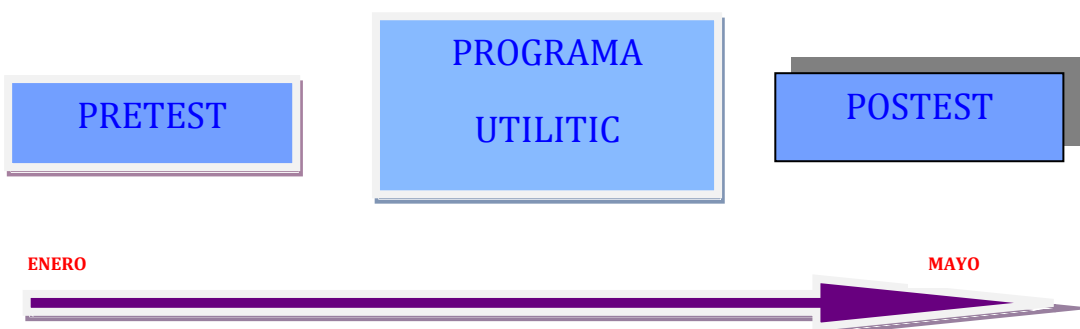 PRETEST
PROGRAMA
UTILITIC
POSTEST
ENERO
MAYO